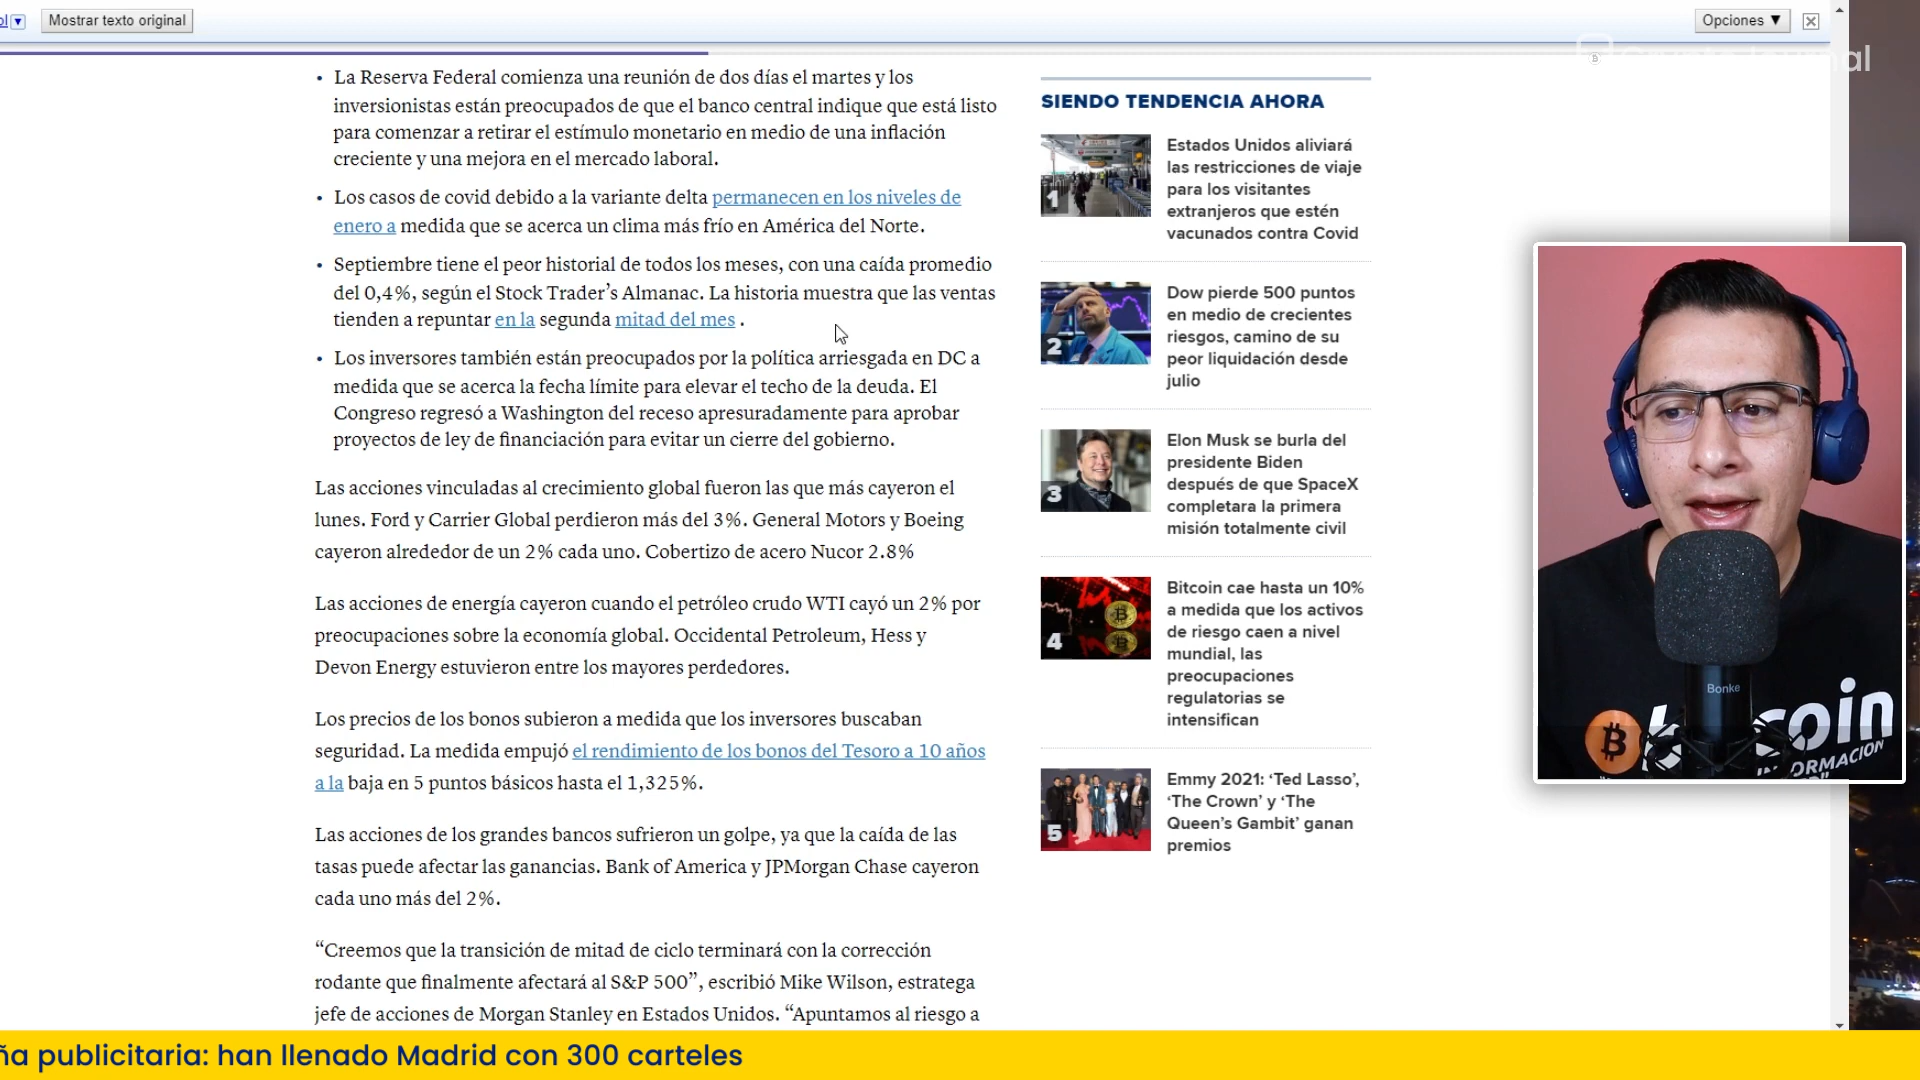 ol
Mostrar texto original
Opciones ▼
• La Reserva Federal comienza una reunión de dos días el martes y los
inversionistas están preocupados de que el banco central indique que está listo
para comenzar a retirar el estímulo monetario en medio de una inflación
creciente y una mejora en el mercado laboral.
• Los casos de covid debido a la variante delta permanecen en los niveles de
enero a medida que se acerca un clima más frío en América del Norte.
• Septiembre tiene el peor historial de todos los meses, con una caída promedio
del 0,4%, según el Stock Trader’s Almanac. La historia muestra que las ventas
tienden a repuntar en la segunda mitad del mes .
• Los inversores también están preocupados por la política arriesgada en DC a
medida que se acerca la fecha límite para elevar el techo de la deuda. El
Congreso regresó a Washington del receso apresuradamente para aprobar
proyectos de ley de financiación para evitar un cierre del gobierno.
Las acciones vinculadas al crecimiento global fueron las que más cayeron el
lunes. Ford y Carrier Global perdieron más del 3%. General Motors y Boeing
cayeron alrededor de un 2% cada uno. Cobertizo de acero Nucor 2.8%
Las acciones de energía cayeron cuando el petróleo crudo WTI cayó un 2% por
preocupaciones sobre la economía global. Occidental Petroleum, Hess y
Devon Energy estuvieron entre los mayores perdedores.
Los precios de los bonos subieron a medida que los inversores buscaban
seguridad. La medida empujó el rendimiento de los bonos del Tesoro a 10 años
a la baja en 5 puntos básicos hasta el 1,325%.
Las acciones de los grandes bancos sufrieron un golpe, ya que la caída de las
tasas puede afectar las ganancias. Bank of America y JPMorgan Chase cayeron
cada uno más del 2%.
“Creemos que la transición de mitad de ciclo terminará con la corrección
rodante que finalmente afectará al S&P 500”, escribió Mike Wilson, estratega
jefe de acciones de Morgan Stanley en Estados Unidos. “Apuntamos al riesgo a
SIENDO TENDENCIA AHORA
1
Estados Unidos aliviará
las restricciones de viaje
para los visitantes
extranjeros que estén
vacunados contra Covid
2
Dow pierde 500 puntos
en medio de crecientes
riesgos, camino de su
peor liquidación desde
julio
3
Elon Musk se burla del
presidente Biden
después de que SpaceX
completara la primera
misión totalmente civil
4
Bitcoin cae hasta un 10%
a medida que los activos
de riesgo caen a nivel
mundial, las
preocupaciones
regulatorias se
intensifican
5
Emmy 2021: ‘Ted Lasso’,
‘The Crown’ y ‘The
Queen’s Gambit’ ganan
premios
Bonke
ña publicitaria: han llenado Madrid con 300 carteles